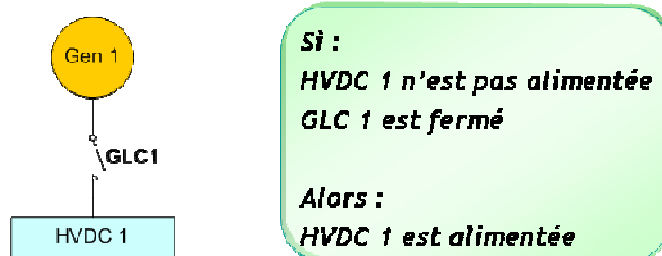 Gen 1
GLC1
HVDC 1
Si :
HVDC 1 n'est pas alimentée
GLC 1 est fermé
Alors :
HVDC 1 est alimentée